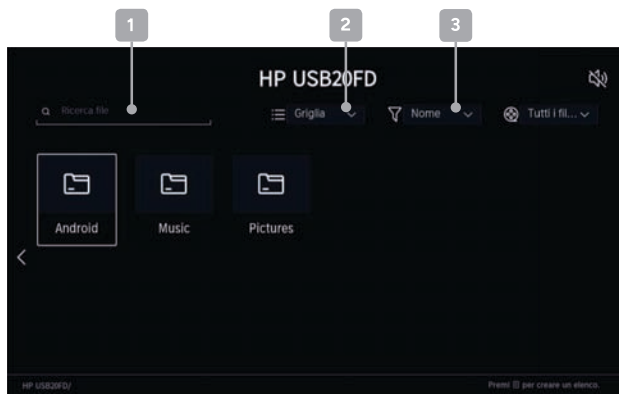 1 2 3
HP USB20FD
Ricerca file
Griglia
Nome
Tutti i fil...
Android
Music
Pictures
HP USB20FD/
Premi 目 per creare un elenco.